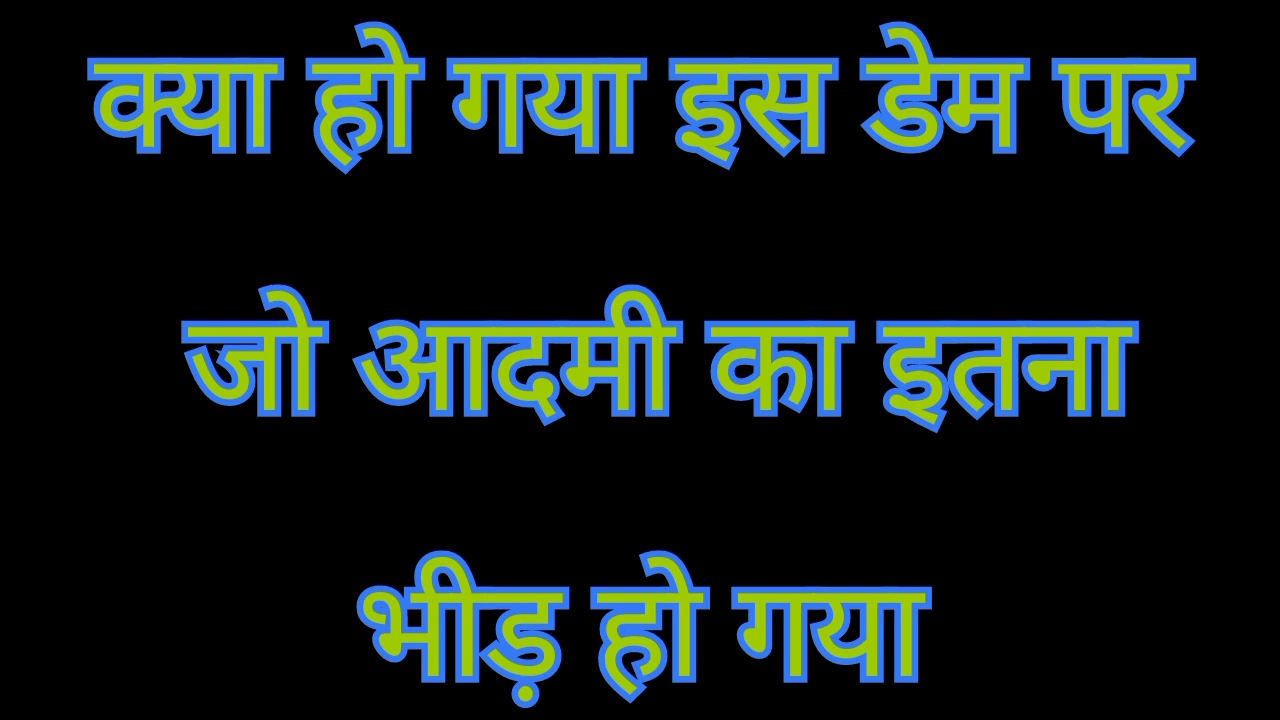 क्या हो गया इस डेम पर
जो आदमी का इतना
भीड़ हो गया